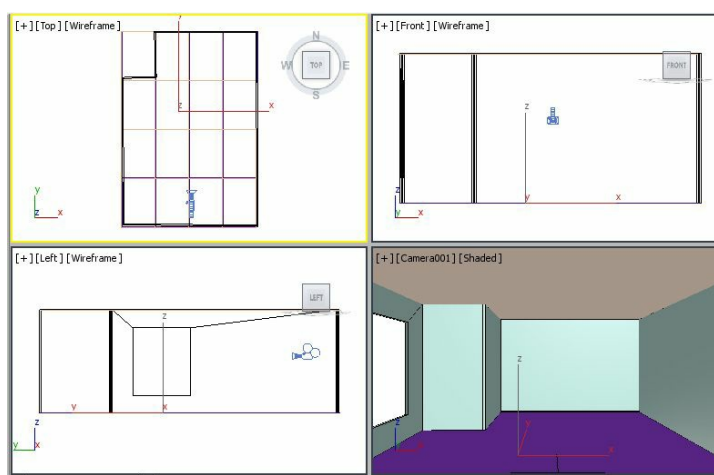 [+] [Top] [Wireframe]
N
W
TOP
E
S
y
z
x
y
z
x
[+] [Front] [Wireframe]
FRONT
z
y
x
z
y
x
[+] [Left] [Wireframe]
LEFT
z
y
x
z
y
x
[+] [Camera001] [Shaded]
z
y
x
z
x